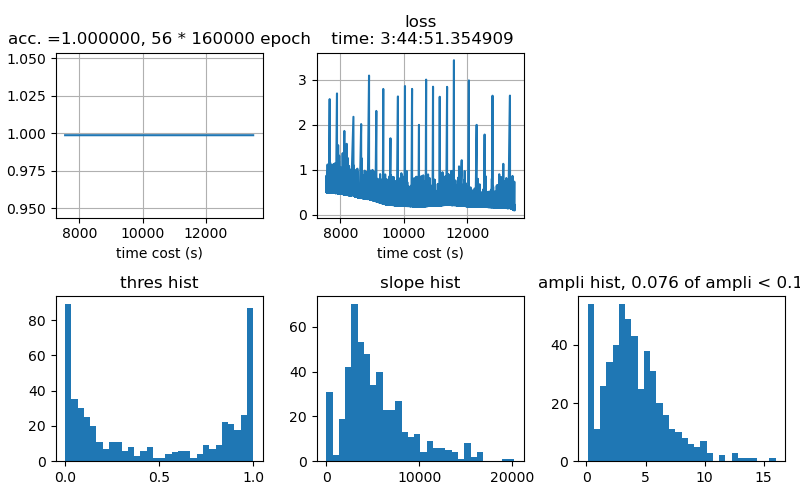 acc. =1.000000, 56 * 160000 epoch
loss
time: 3:44:51.354909
1.050
1.025
1.000
0.975
0.950
8000 10000 12000
time cost (s)
3
2
1
0
8000 10000 12000
time cost (s)
thres hist
80
60
40
20
0
0.0 0.5 1.0
slope hist
60
40
20
0
0 10000 20000
ampli hist, 0.076 of ampli < 0.1
40
20
0
0 5 10 15